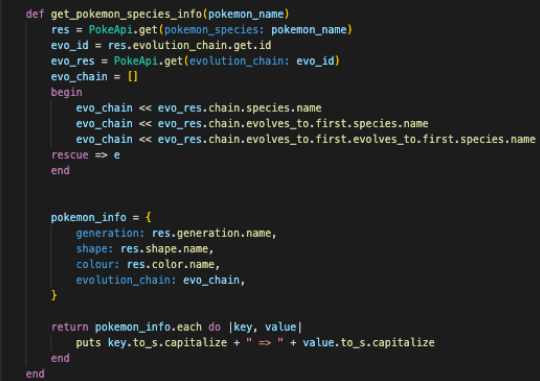 def get_pokemon_species_info(pokemon_name)
    res = PokeApi.get(pokemon_species: pokemon_name)
    evo_id = res.evolution_chain.get.id
    evo_res = PokeApi.get(evolution_chain: evo_id)
    evo_chain = []
    begin
        evo_chain << evo_res.chain.species.name
        evo_chain << evo_res.chain.evolves_to.first.species.name
        evo_chain << evo_res.chain.evolves_to.first.evolves_to.first.species.name
    rescue => e
    end
    pokemon_info = {
        generation: res.generation.name,
        shape: res.shape.name,
        colour: res.color.name,
        evolution_chain: evo_chain,
    }
    return pokemon_info.each do |key, value|
        puts key.to_s.capitalize + " => " + value.to_s.capitalize
    end
end